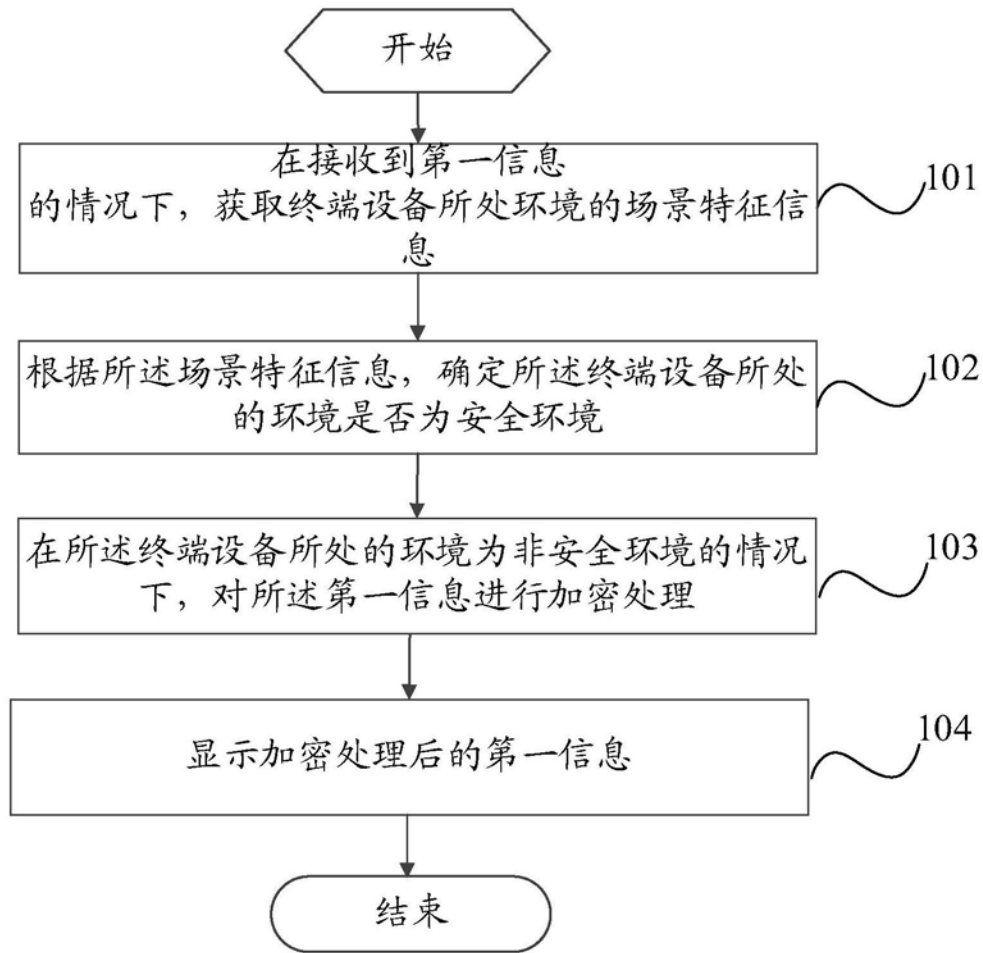 开始
在接收到第一信息
的情况下，获取终端设备所处环境的场景特征信
息
101
根据所述场景特征信息，确定所述终端设备所处
的环境是否为安全环境
102
在所述终端设备所处的环境为非安全环境的情况
下，对所述第一信息进行加密处理
103
显示加密处理后的第一信息
104
结束